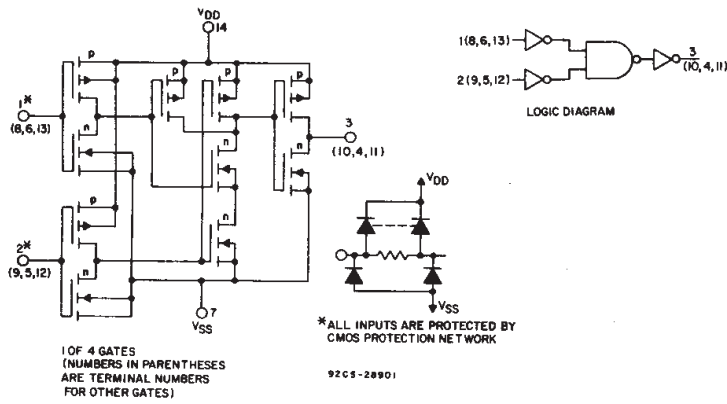 VDD
14
p
p
p
p
1*
(8,6,13)
n
n
n
3
(10,4,11)
p
2*
(9,5,12)
n
n
7
VSS
1(8,6,13)
2(9,5,12)
3
(10,4,11)
LOGIC DIAGRAM
VDD
VSS
*ALL INPUTS ARE PROTECTED BY
CMOS PROTECTION NETWORK
1 OF 4 GATES
(NUMBERS IN PARENTHESES
ARE TERMINAL NUMBERS
FOR OTHER GATES)
92CS-28901